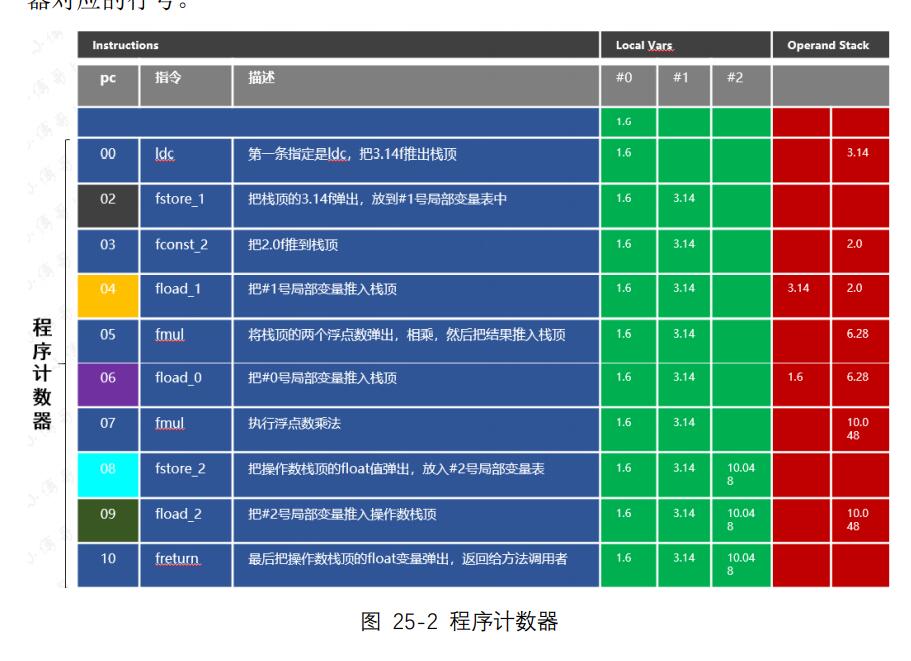 器对应的行号。
Instructions Local Vars Operand Stack
pc 指令 描述 #0 #1 #2
1.6
00 ldc 第一条指定是ldc，把3.14f推出栈顶 1.6 3.14
02 fstore_1 把栈顶的3.14f弹出，放到#1号局部变量表中 1.6 3.14
03 fconst_2 把2.0f推到栈顶 1.6 3.14 2.0
04 fload_1 把#1号局部变量推入栈顶 1.6 3.14 3.14 2.0
05 fmul 将栈顶的两个浮点数弹出，相乘，然后把结果推入栈顶 1.6 3.14 6.28
06 fload_0 把#0号局部变量推入栈顶 1.6 3.14 1.6 6.28
07 fmul 执行浮点数乘法 1.6 3.14 10.0
48
08 fstore_2 把操作数栈顶的float值弹出，放入#2号局部变量表 1.6 3.14 10.04
8
09 fload_2 把#2号局部变量推入操作数栈顶 1.6 3.14 10.04 10.0
8 48
10 freturn 最后把操作数栈顶的float变量弹出，返回给方法调用者 1.6 3.14 10.04
8
程序计数器
图 25-2 程序计数器